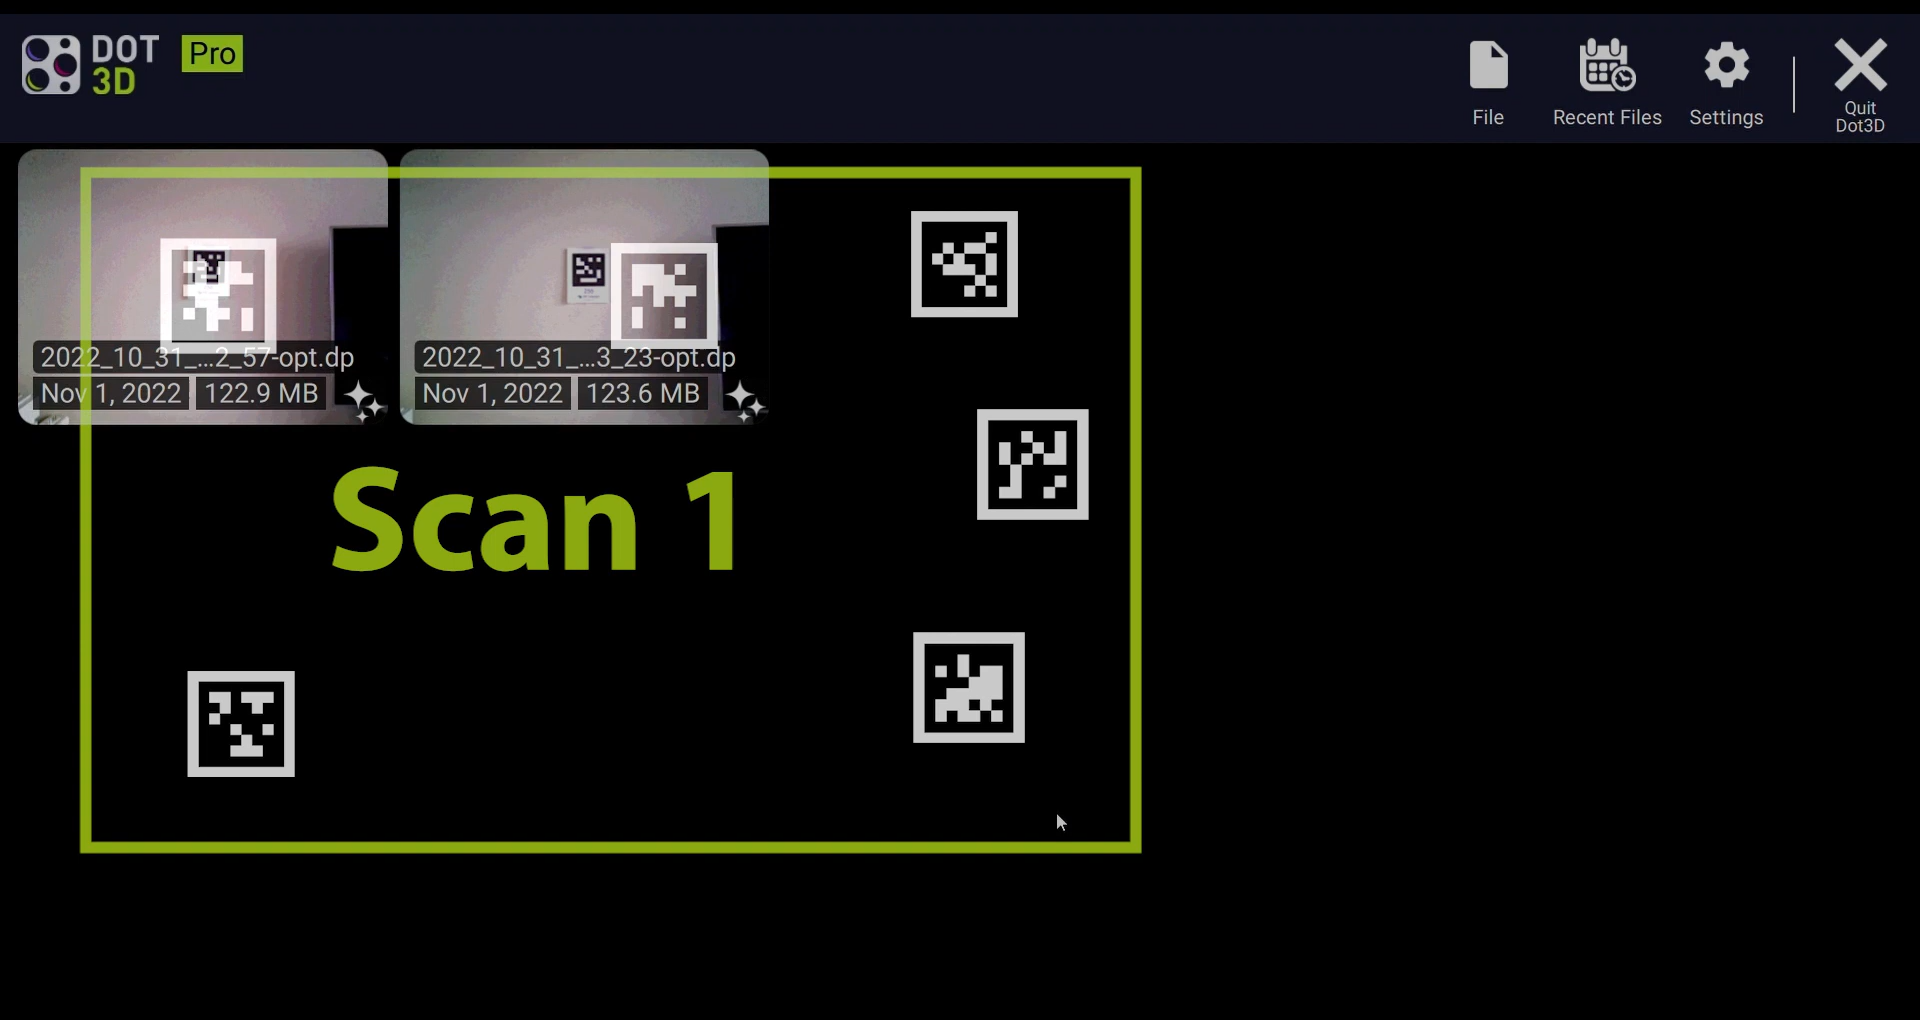 DOT
3D
Pro
File
Recent Files
Settings
Quit
Dot3D
2022_10_31_...2_57-opt.dp
Nov 1, 2022
122.9 MB
2022_10_31_...3_23-opt.dp
Nov 1, 2022
123.6 MB
Scan 1